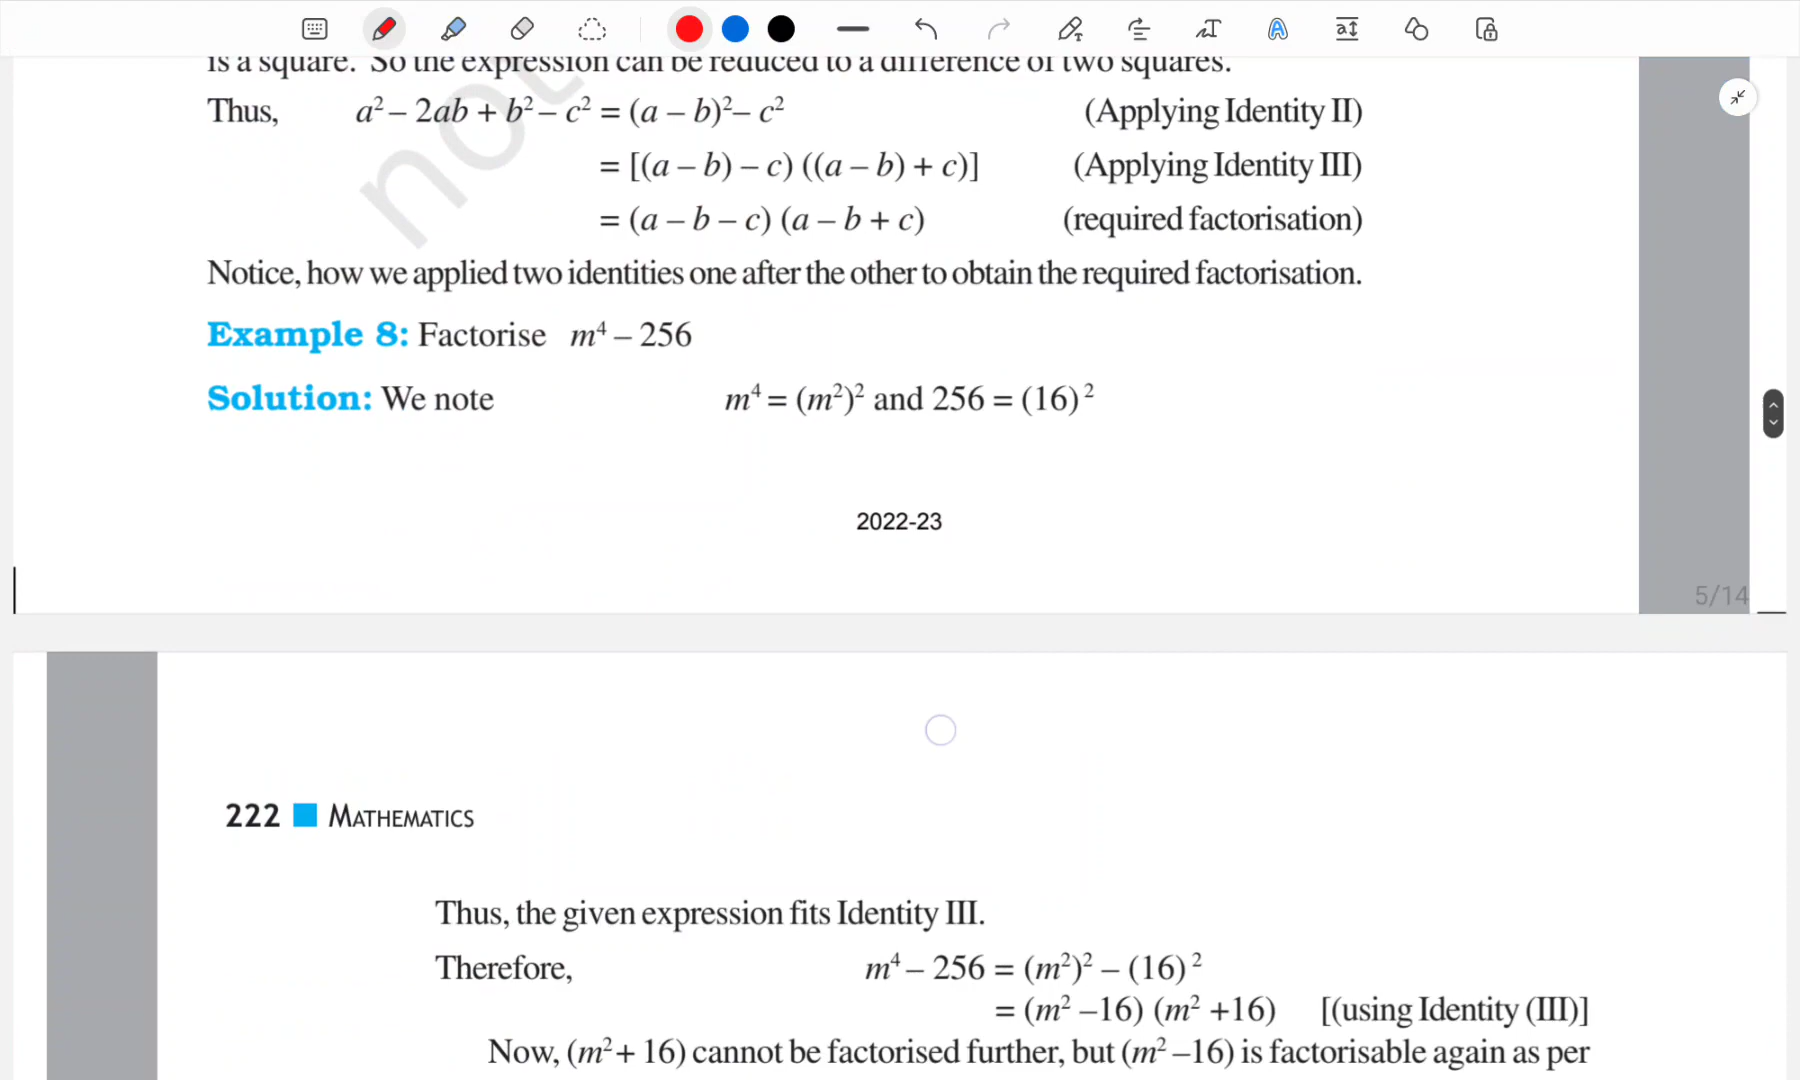 is a square. So the expression can be reduced to a difference of two squares.
Thus, a² – 2ab + b² – c² = (a – b)² – c² (Applying Identity II)
= [(a – b) – c) ((a – b) + c)] (Applying Identity III)
= (a – b – c) (a – b + c) (required factorisation)
Notice, how we applied two identities one after the other to obtain the required factorisation.
Example 8: Factorise m⁴ – 256
Solution: We note m⁴ = (m²)² and 256 = (16) ²
2022-23
5/14
222 MATHEMATICS
Thus, the given expression fits Identity III.
Therefore, m⁴ – 256 = (m²)² – (16) ²
= (m² –16) (m² +16) [(using Identity (III)]
Now, (m² + 16) cannot be factorised further, but (m² –16) is factorisable again as per